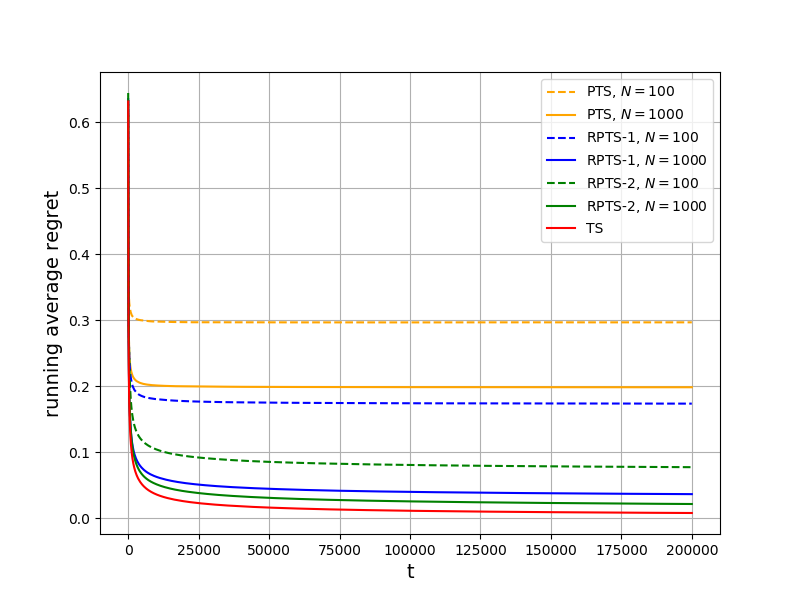 PTS, N = 100
PTS, N = 1000
RPTS-1, N = 100
RPTS-1, N = 1000
RPTS-2, N = 100
RPTS-2, N = 1000
TS
running average regret
0.6
0.5
0.4
0.3
0.2
0.1
0.0
0 25000 50000 75000 100000 125000 150000 175000 200000
t